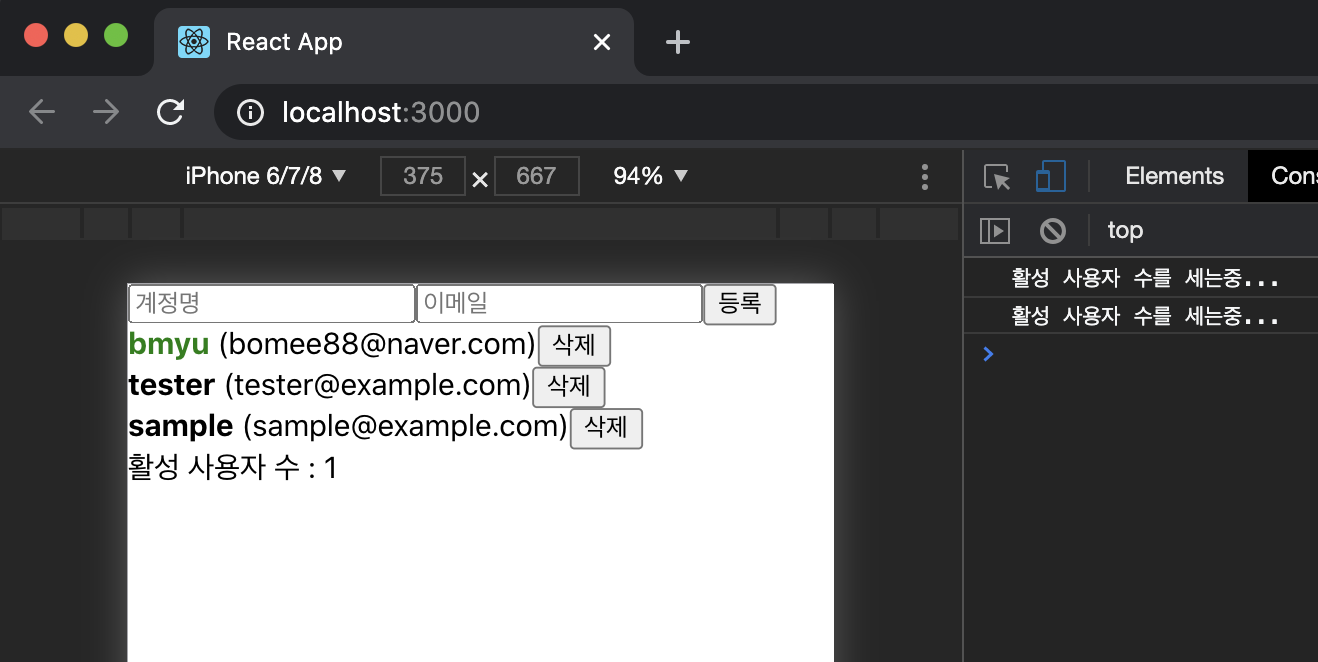 React App
localhost:3000
iPhone 6/7/8 ▼ 375 × 667 94% ▼
Elements Cons
top
계정명 이메일 등록
bmyu (bomee88@naver.com) 삭제
tester (tester@example.com) 삭제
sample (sample@example.com) 삭제
활성 사용자 수 : 1
활성 사용자 수를 세는중...
활성 사용자 수를 세는중...